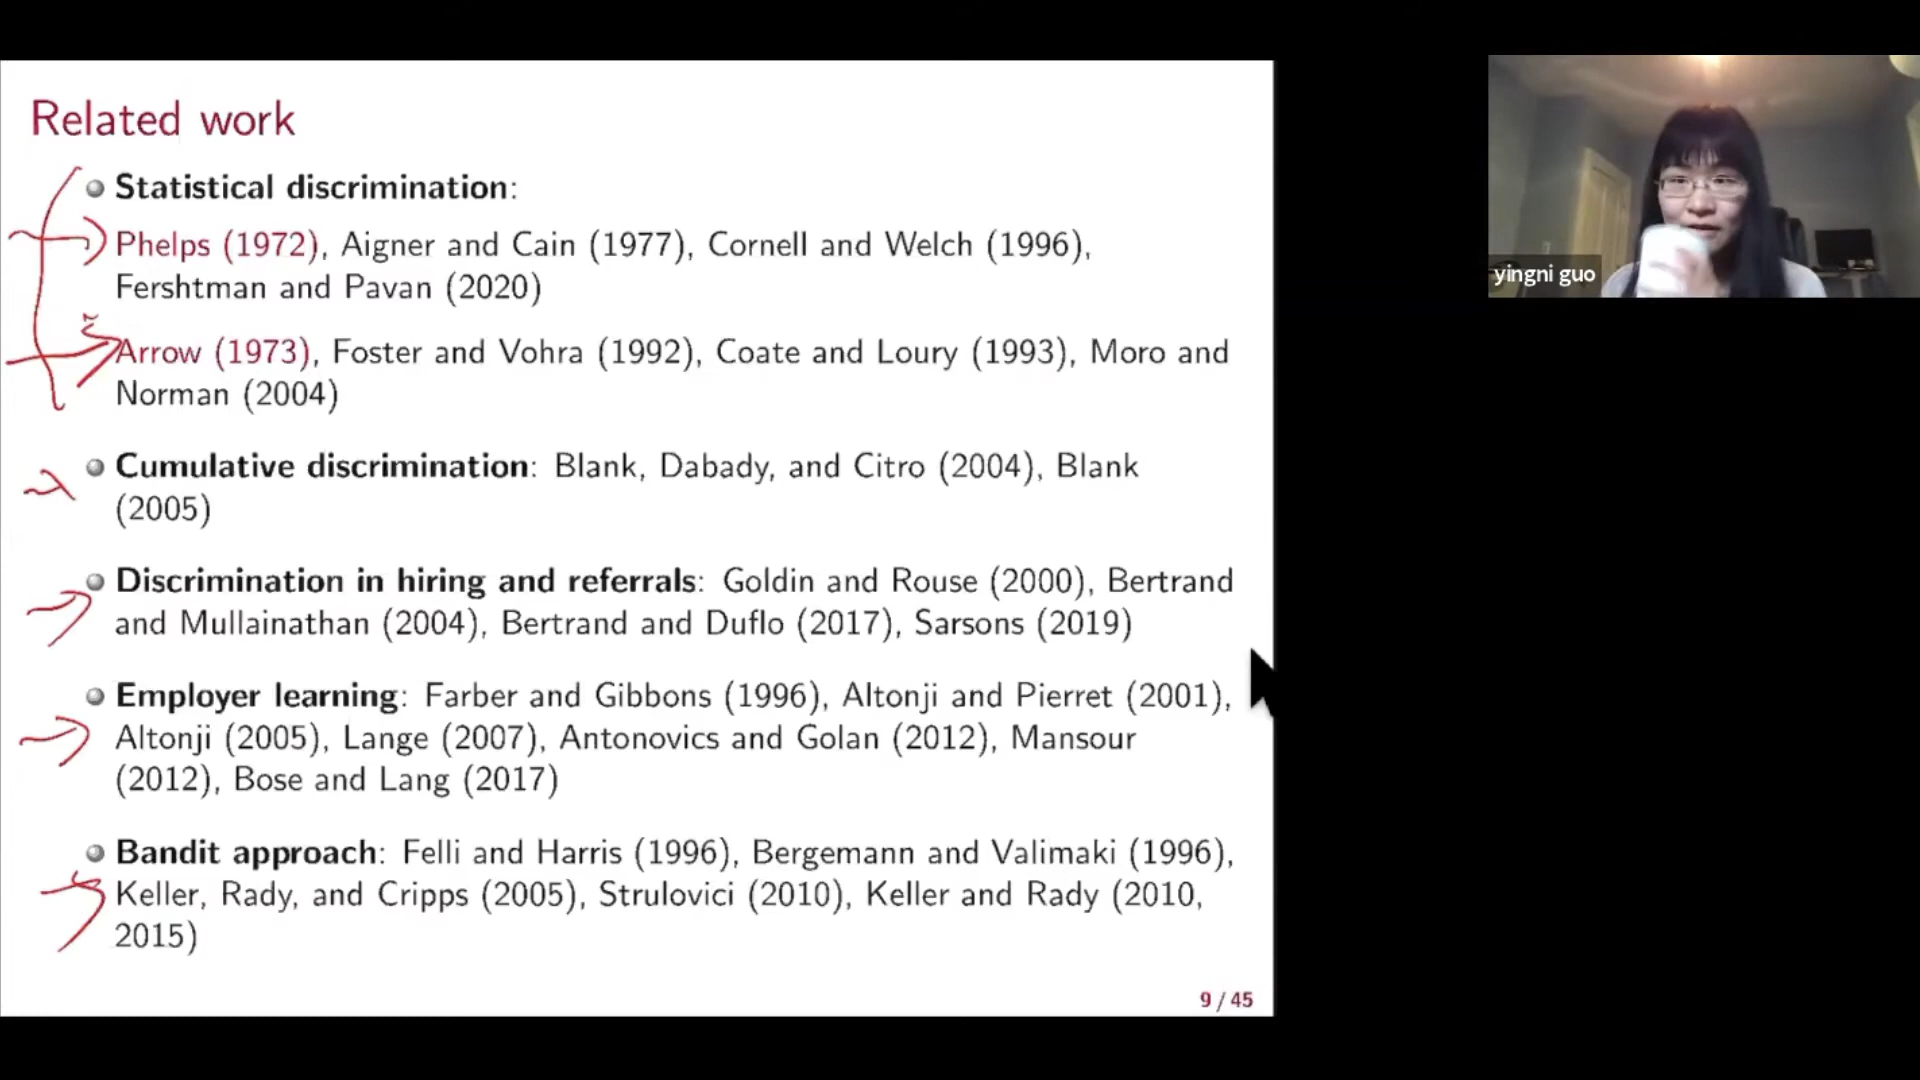 Related work
Statistical discrimination:
Phelps (1972), Aigner and Cain (1977), Cornell and Welch (1996),
Fershtman and Pavan (2020)
Arrow (1973), Foster and Vohra (1992), Coate and Loury (1993), Moro and
Norman (2004)
Cumulative discrimination: Blank, Dabady, and Citro (2004), Blank
(2005)
Discrimination in hiring and referrals: Goldin and Rouse (2000), Bertrand
and Mullainathan (2004), Bertrand and Duflo (2017), Sarsons (2019)
Employer learning: Farber and Gibbons (1996), Altonji and Pierret (2001),
Altonji (2005), Lange (2007), Antonovics and Golan (2012), Mansour
(2012), Bose and Lang (2017)
Bandit approach: Felli and Harris (1996), Bergemann and Valimaki (1996),
Keller, Rady, and Cripps (2005), Strulovici (2010), Keller and Rady (2010,
2015)
9 / 45
yingni guo